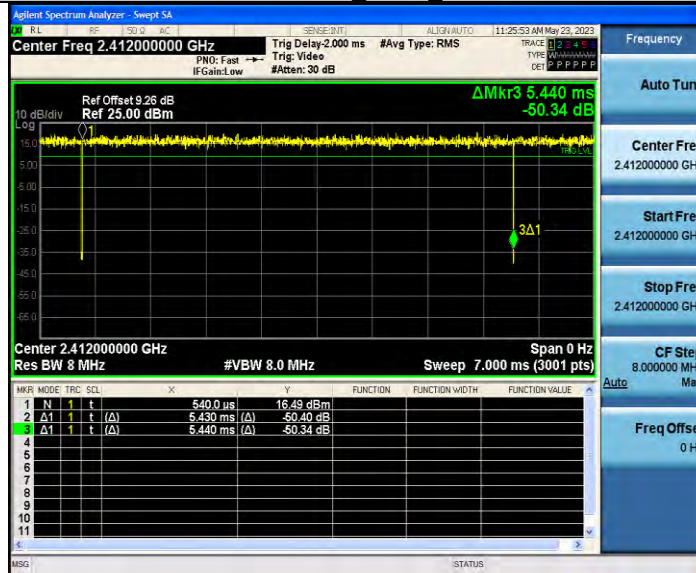 Agilent Spectrum Analyzer - Swept SA
RL RF 50 Ω AC SENSE:INT ALIGNAUTO 11:25:53 AM May 23, 2023
Center Freq 2.412000000 GHz
PNO: Fast
IFGain:Low
Trig Delay-2.000 ms
Trig: Video
#Atten: 30 dB
#Avg Type: RMS
TRACE 1 2 3 4 5 6
TYPE
DET P P P P P P
ΔMkr3 5.440 ms
-50.34 dB
Ref Offset 9.26 dB
Ref 25.00 dBm
10 dB/div
Log
1
15.0
TRIG LVL
5.00
-5.00
-15.0
-25.0
3Δ1
-35.0
-45.0
-55.0
-65.0
Center 2.412000000 GHz Span 0 Hz
Res BW 8 MHz #VBW 8.0 MHz Sweep 7.000 ms (3001 pts)
MKR MODE TRC SCL X Y FUNCTION FUNCTION WIDTH FUNCTION VALUE
1 N 1 t 540.0 µs 16.49 dBm
2 Δ1 1 t (Δ) 5.430 ms (Δ) -50.40 dB
3 Δ1 1 t (Δ) 5.440 ms (Δ) -50.34 dB
4
5
6
7
8
9
10
11
MSG STATUS
Frequency
Auto Tun
Center Fre
2.412000000 GH
Start Fre
2.412000000 GH
Stop Fre
2.412000000 GH
CF Ste
8.000000 MH
Auto Ma
Freq Offse
0 H